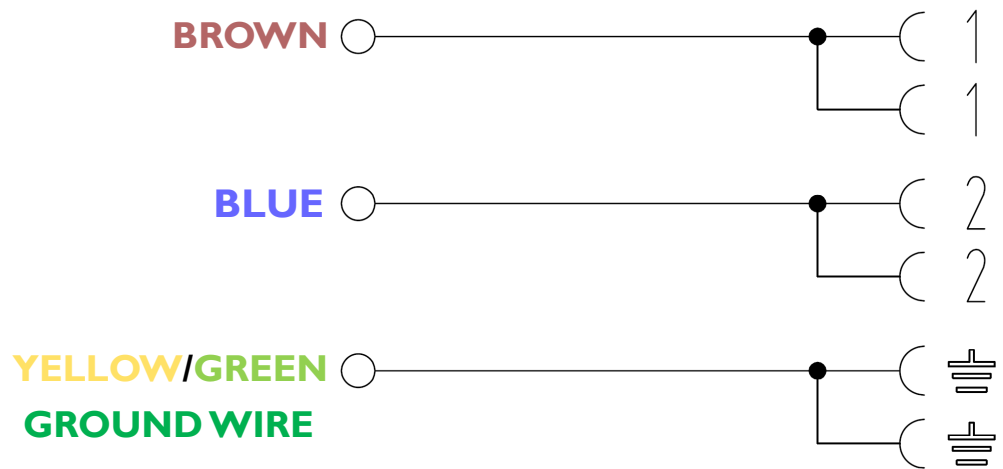 BROWN 1
1
BLUE 2
2
YELLOW/GREEN
GROUND WIRE